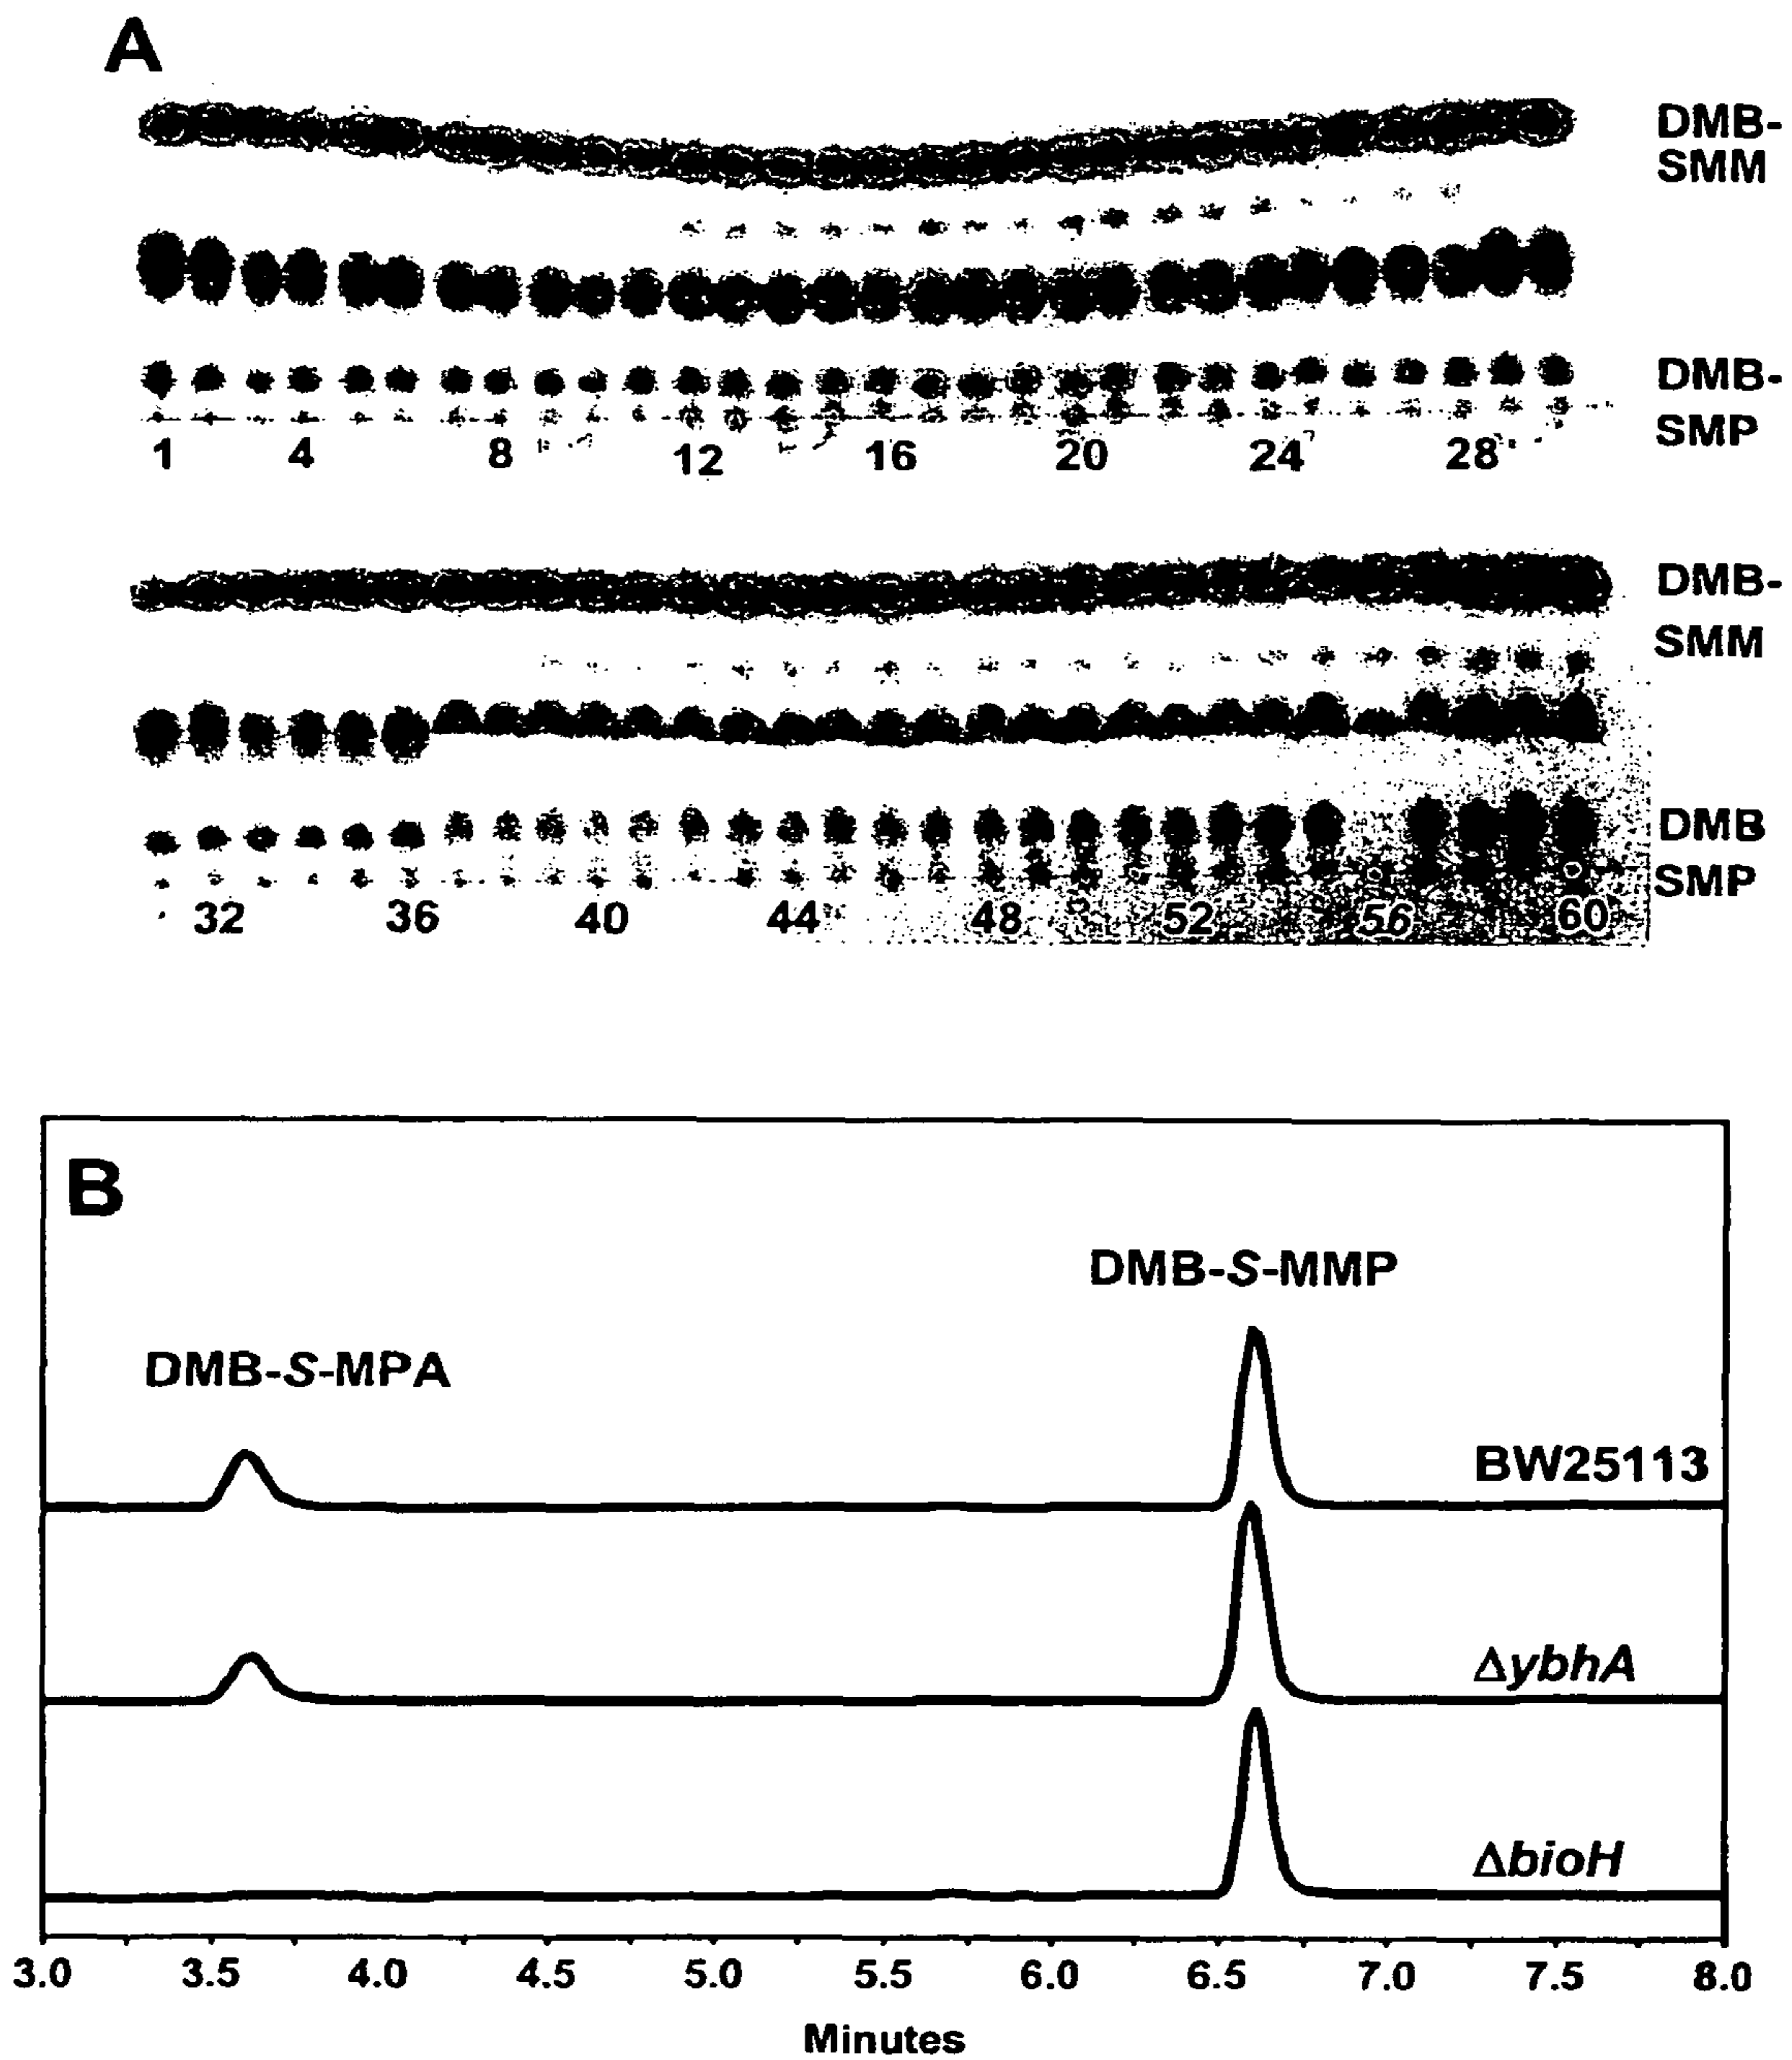 A
DMB-
SMM
DMB-
SMP
1 4 8 12 16 20 24 28
DMB-
SMM
DMB
SMP
32 36 40 44 48 52 56 60
B
DMB-S-MMP
DMB-S-MPA
BW25113
ΔybhA
ΔbioH
3.0 3.5 4.0 4.5 5.0 5.5 6.0 6.5 7.0 7.5 8.0
Minutes